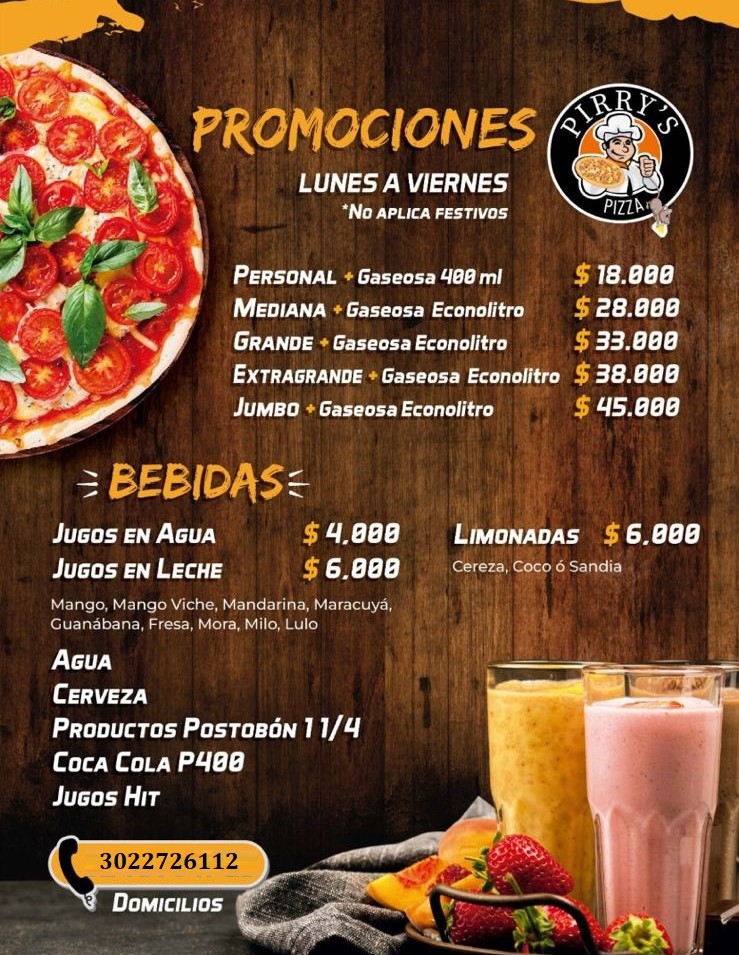 PROMOCIONES
PIRRY'S
PIZZA
LUNES A VIERNES
*NO APLICA FESTIVOS
PERSONAL + Gaseosa 400 ml $ 18.000
MEDIANA + Gaseosa Econolitro $ 28.000
GRANDE + Gaseosa Econolitro $ 33.000
EXTRAGRANDE + Gaseosa Econolitro $ 38.000
JUMBO + Gaseosa Econolitro $ 45.000
BEBIDAS
JUGOS EN AGUA $ 4,000
JUGOS EN LECHE $ 6,000
Mango, Mango Viche, Mandarina, Maracuyá,
Guanábana, Fresa, Mora, Milo, Lulo
LIMONADAS $ 6,000
Cereza, Coco ó Sandia
AGUA
CERVEZA
PRODUCTOS POSTOBÓN 1 1/4
COCA COLA P400
JUGOS HIT
3022726112
DOMICILIOS